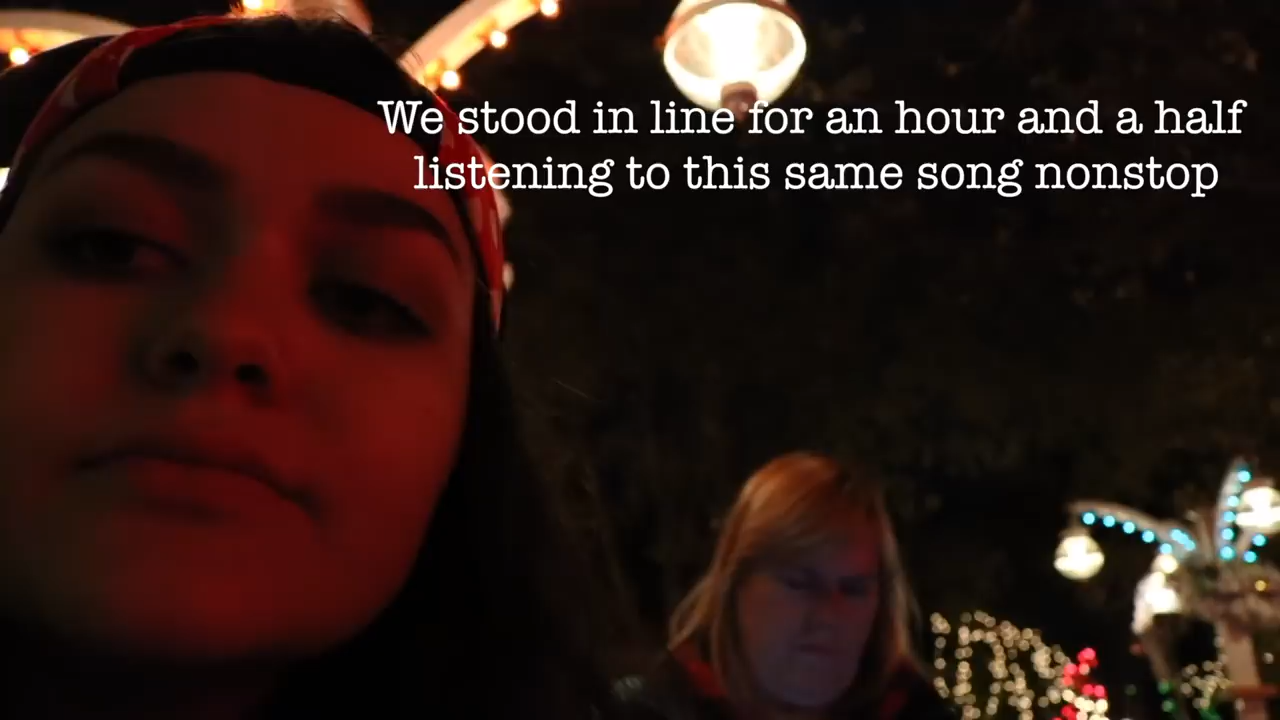 We stood in line for an hour and a half
listening to this same song nonstop